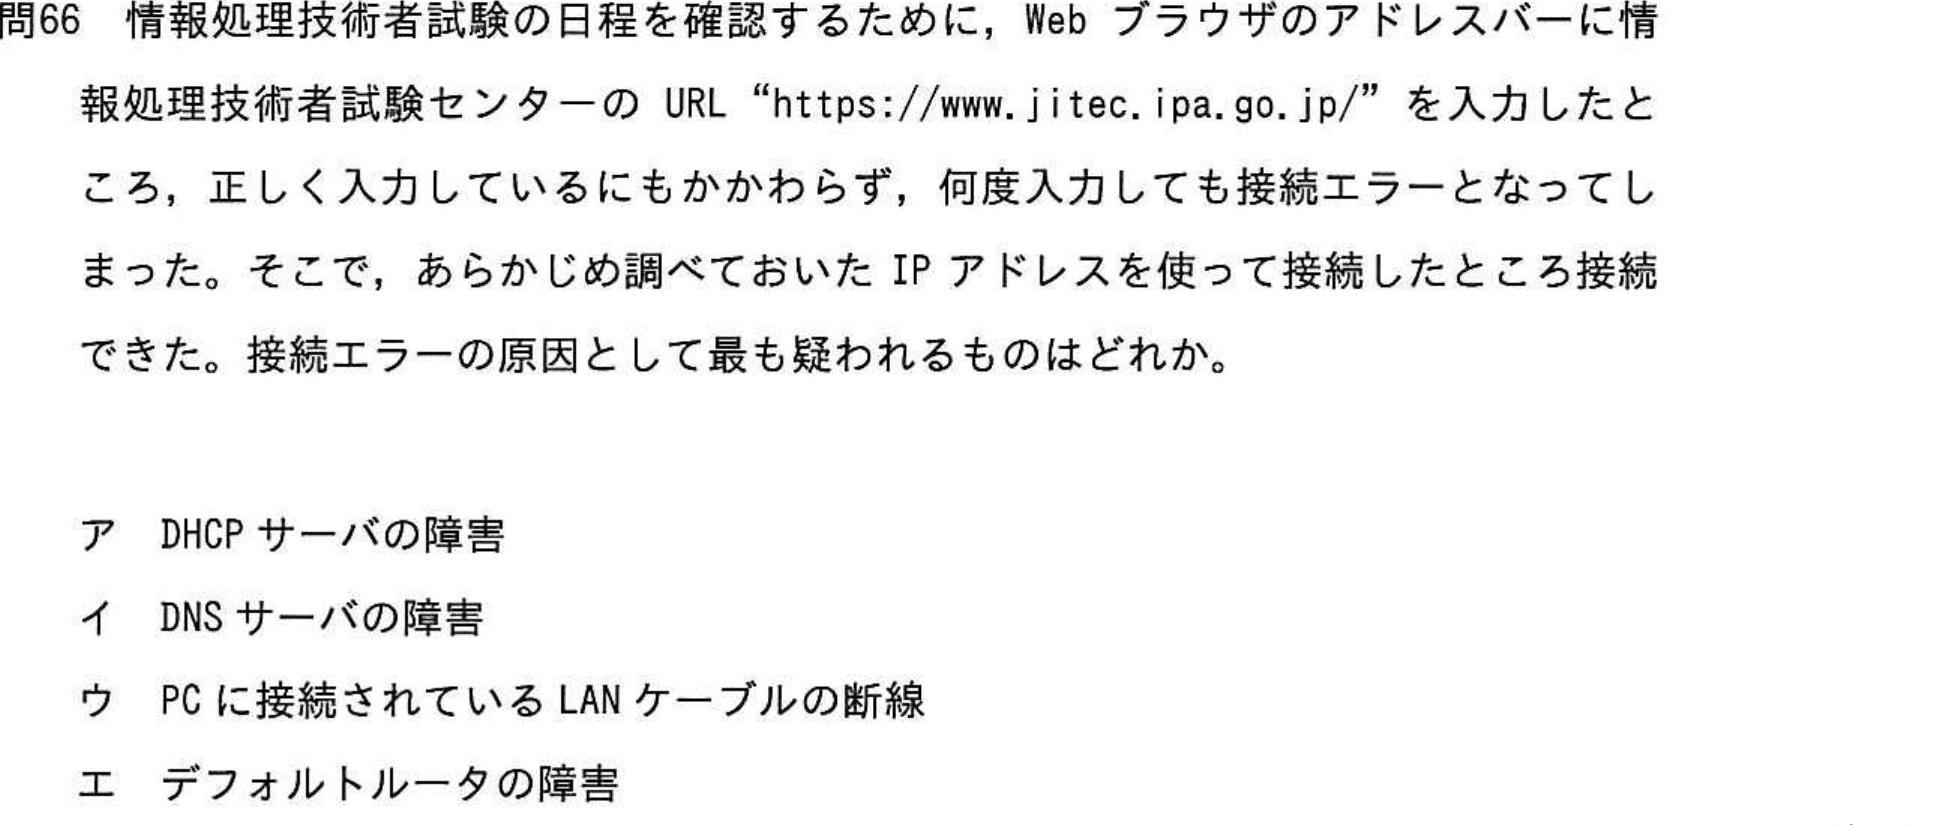 問66　情報処理技術者試験の日程を確認するために，Web ブラウザのアドレスバーに情
報処理技術者試験センターの URL “https://www.jitec.ipa.go.jp/” を入力したと
ころ，正しく入力しているにもかかわらず，何度入力しても接続エラーとなってし
まった。そこで，あらかじめ調べておいた IP アドレスを使って接続したところ接続
できた。接続エラーの原因として最も疑われるものはどれか。
ア　DHCP サーバの障害
イ　DNS サーバの障害
ウ　PC に接続されている LAN ケーブルの断線
エ　デフォルトルータの障害